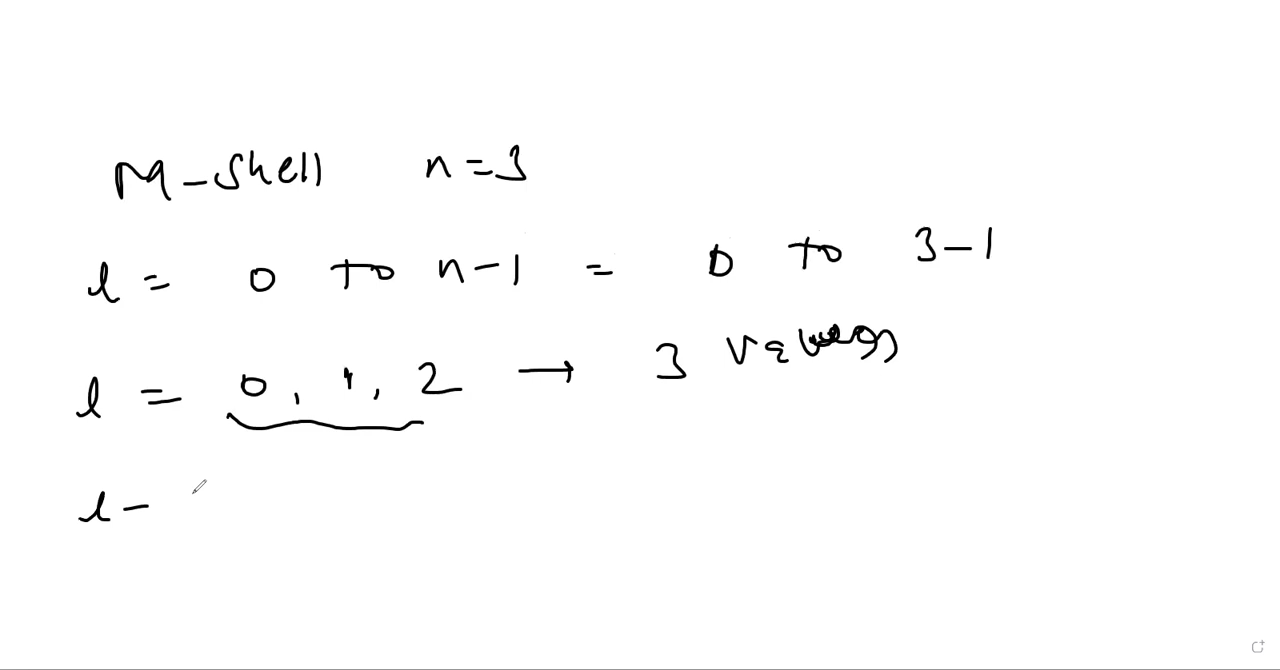 M-shell n=3
l = 0 to n-1 = 0 to 3-1
l = 0, 1, 2 → 3 values
l -